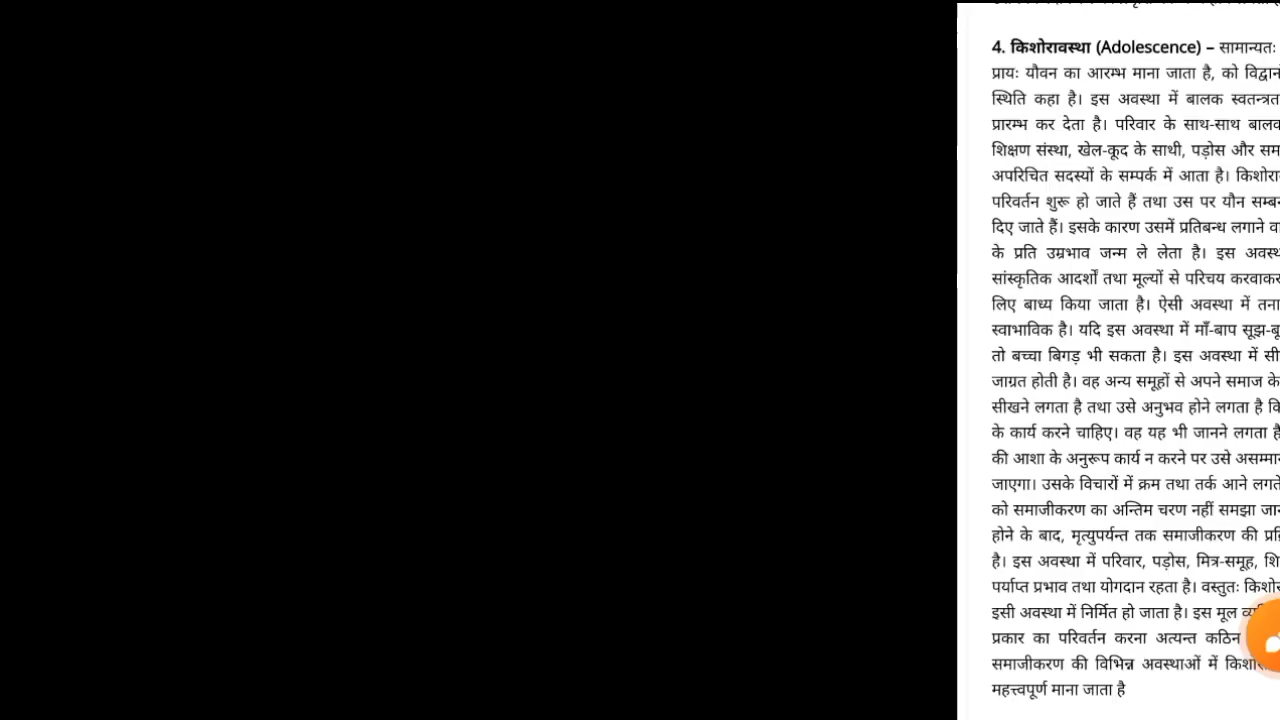 4. किशोरावस्था (Adolescence) – सामान्यतः
प्रायः यौवन का आरम्भ माना जाता है, को
स्थिति कहा है। इस अवस्था में बालक
प्रारम्भ कर देता है। परिवार के साथ-साथ
शिक्षण संस्था, खेल-कूद के साथी, पड़ोस और
अपरिचित सदस्यों के सम्पर्क में आता है।
परिवर्तन शुरू हो जाते हैं तथा उस पर यौन
दिए जाते हैं। इसके कारण उसमें प्रतिबन्ध लगाने
के प्रति उग्रभाव जन्म ले लेता है। इस
सांस्कृतिक आदर्शों तथा मूल्यों से परिचय
लिए बाध्य किया जाता है। ऐसी अवस्था में
स्वाभाविक है। यदि इस अवस्था में माँ-बाप
तो बच्चा बिगड़ भी सकता है। इस अवस्था में
जाग्रत होती है। वह अन्य समूहों से अपने समाज के
सीखने लगता है तथा उसे अनुभव होने लगता है
के कार्य करने चाहिए। वह यह भी जानने लगता
की आशा के अनुरूप कार्य न करने पर उसे
जाएगा। उसके विचारों में क्रम तथा तर्क आने
को समाजीकरण का अन्तिम चरण नहीं समझा
होने के बाद, मृत्युपर्यन्त तक समाजीकरण की
है। इस अवस्था में परिवार, पड़ोस, मित्र-समूह,
पर्याप्त प्रभाव तथा योगदान रहता है। वस्तुतः
इसी अवस्था में निर्मित हो जाता है। इस मूल
प्रकार का परिवर्तन करना अत्यन्त कठिन
समाजीकरण की विभिन्न अवस्थाओं में
महत्त्वपूर्ण माना जाता है